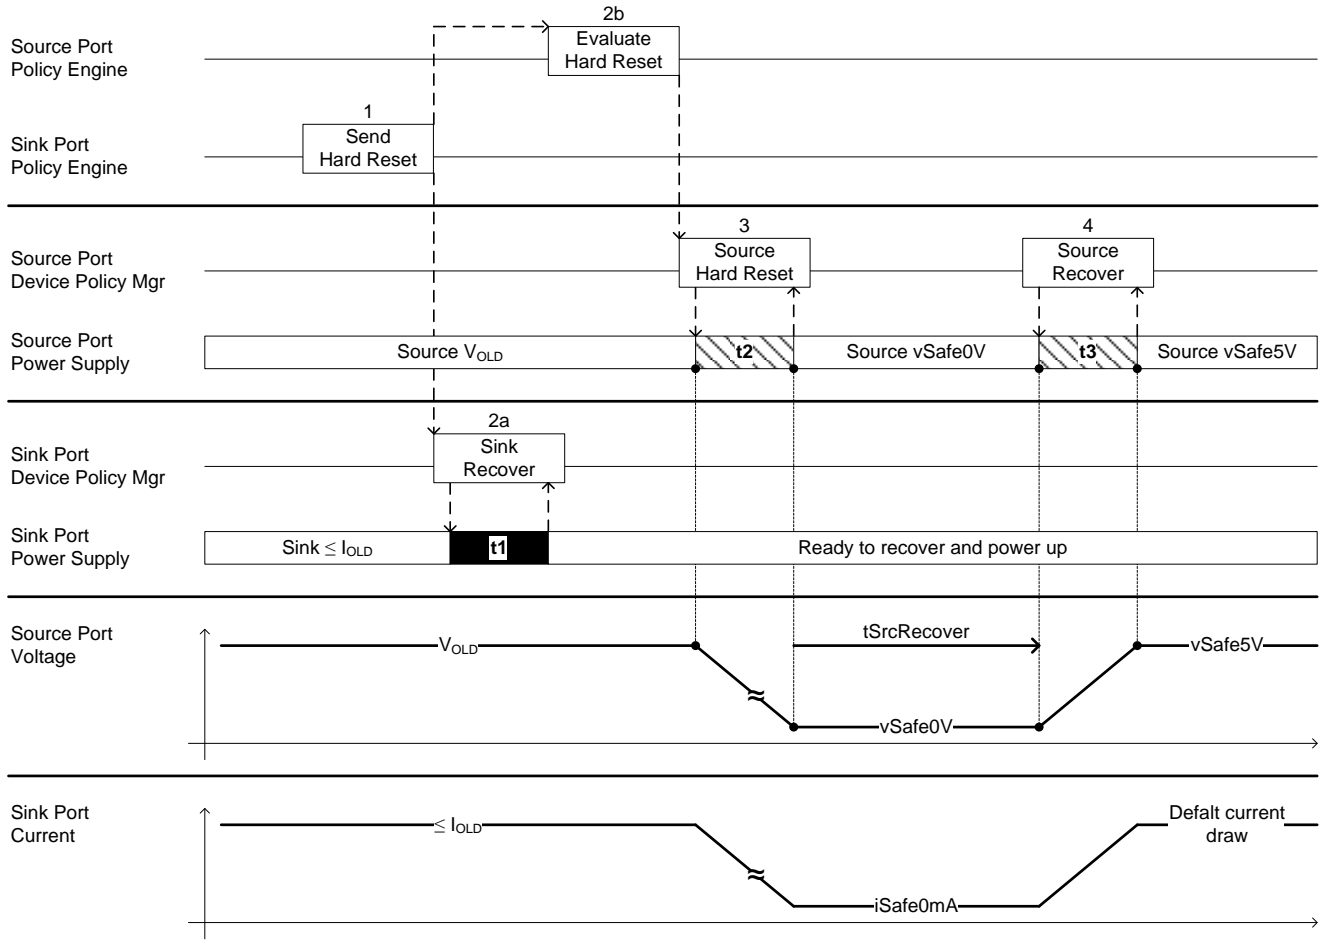 2b
Source Port
Policy Engine
Evaluate
Hard Reset
1
Sink Port
Policy Engine
Send
Hard Reset
3
4
Source Port
Device Policy Mgr
Source
Hard Reset
Source
Recover
Source Port
Power Supply
Source VOLD
t2
Source vSafe0V
t3
Source vSafe5V
2a
Sink Port
Device Policy Mgr
Sink
Recover
Sink Port
Power Supply
Sink ≤ IOLD
t1
Ready to recover and power up
Source Port
Voltage
VOLD
tSrcRecover
vSafe5V
≈
vSafe0V
Sink Port
Current
≤ IOLD
Defalt current
draw
≈
iSafe0mA